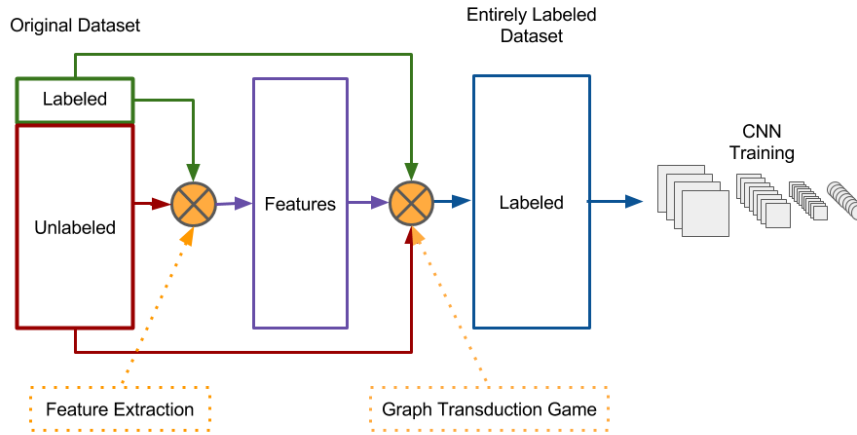 Original Dataset
Entirely Labeled
Dataset
Labeled
CNN
Training
Unlabeled
Features
Labeled
Feature Extraction
Graph Transduction Game